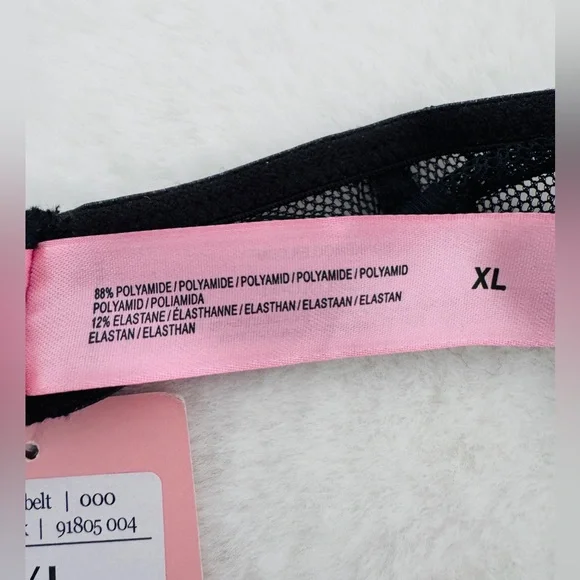 88% POLYAMIDE / POLYAMIDE / POLYAMID / POLYAMIDE / POLYAMID
POLYAMID / POLIAMIDA
12% ELASTANE / ÉLASTHANNE / ELASTHAN / ELASTAAN / ELASTAN
ELASTAN / ELASTHAN
XL
belt | 000
| 91805 004